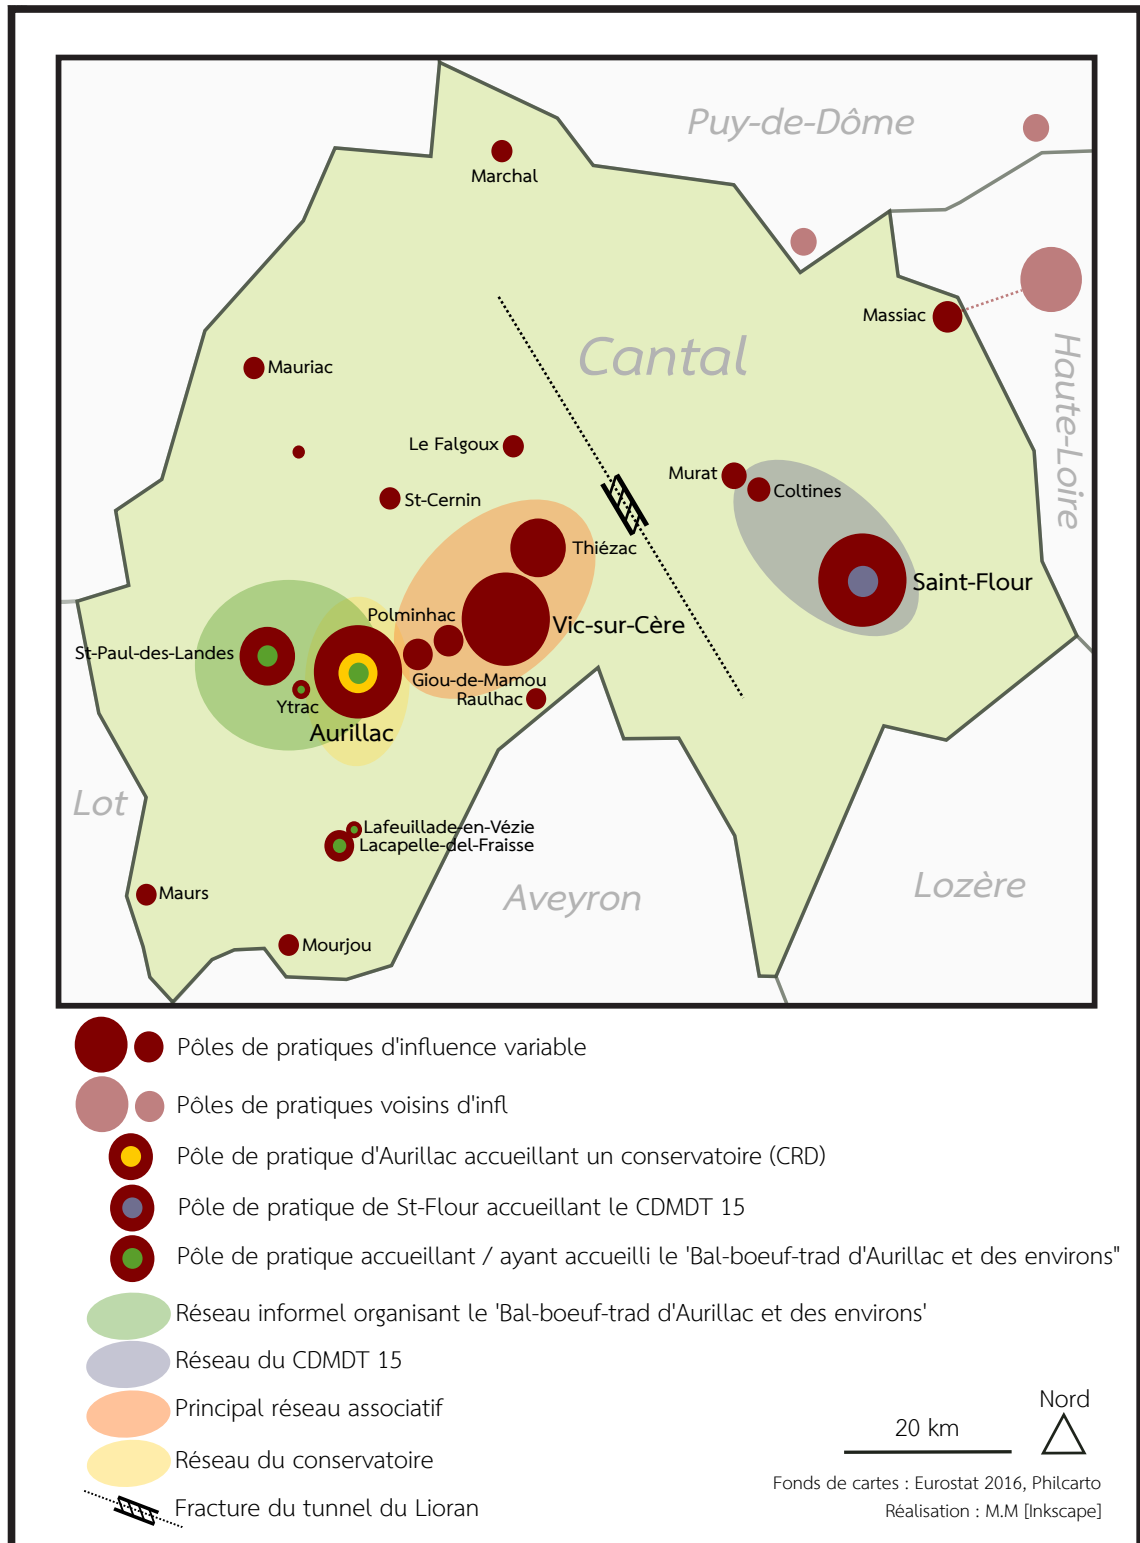 Puy-de-Dôme
Marchal
Massiac
Cantal
Haute-Loire
Mauriac
Le Falgoux
Murat
Coltines
St-Cernin
Thiézac
Saint-Flour
Polminhac
Vic-sur-Cère
St-Paul-des-Landes
Giou-de-Mamou
Raulhac
Ytrac
Aurillac
Lot
Lafeuillade-en-Vézie
Lacapelle-del-Fraisse
Maurs
Aveyron
Lozère
Mourjou
Pôles de pratiques d'influence variable
Pôles de pratiques voisins d'infl
Pôle de pratique d'Aurillac accueillant un conservatoire (CRD)
Pôle de pratique de St-Flour accueillant le CDMDT 15
Pôle de pratique accueillant / ayant accueilli le 'Bal-boeuf-trad d'Aurillac et des environs"
Réseau informel organisant le 'Bal-boeuf-trad d'Aurillac et des environs'
Réseau du CDMDT 15
Principal réseau associatif
Réseau du conservatoire
Fracture du tunnel du Lioran
20 km
Nord
Fonds de cartes : Eurostat 2016, Philcarto
Réalisation : M.M [Inkscape]